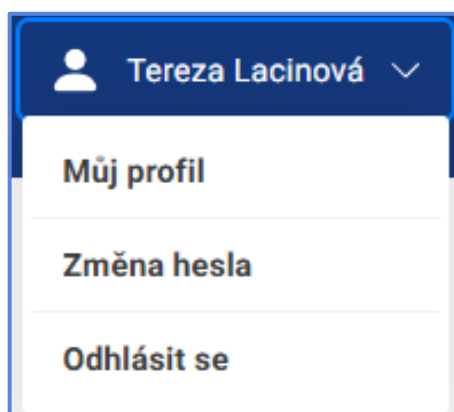 Tereza Lacinová
Můj profil
Změna hesla
Odhlásit se